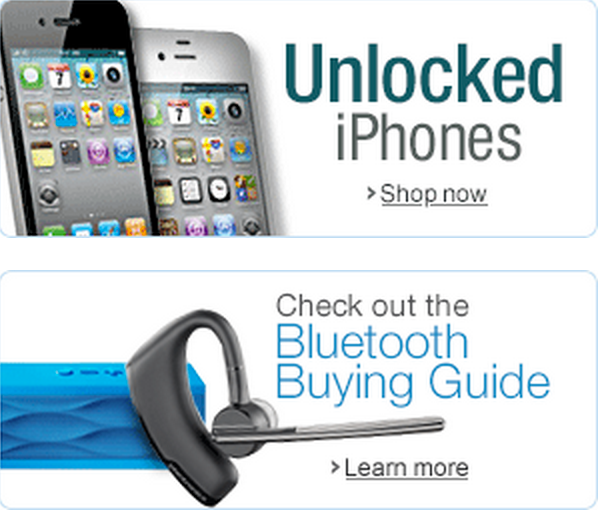 Unlocked
iPhones
> Shop now
Check out the
Bluetooth
Buying Guide
> Learn more